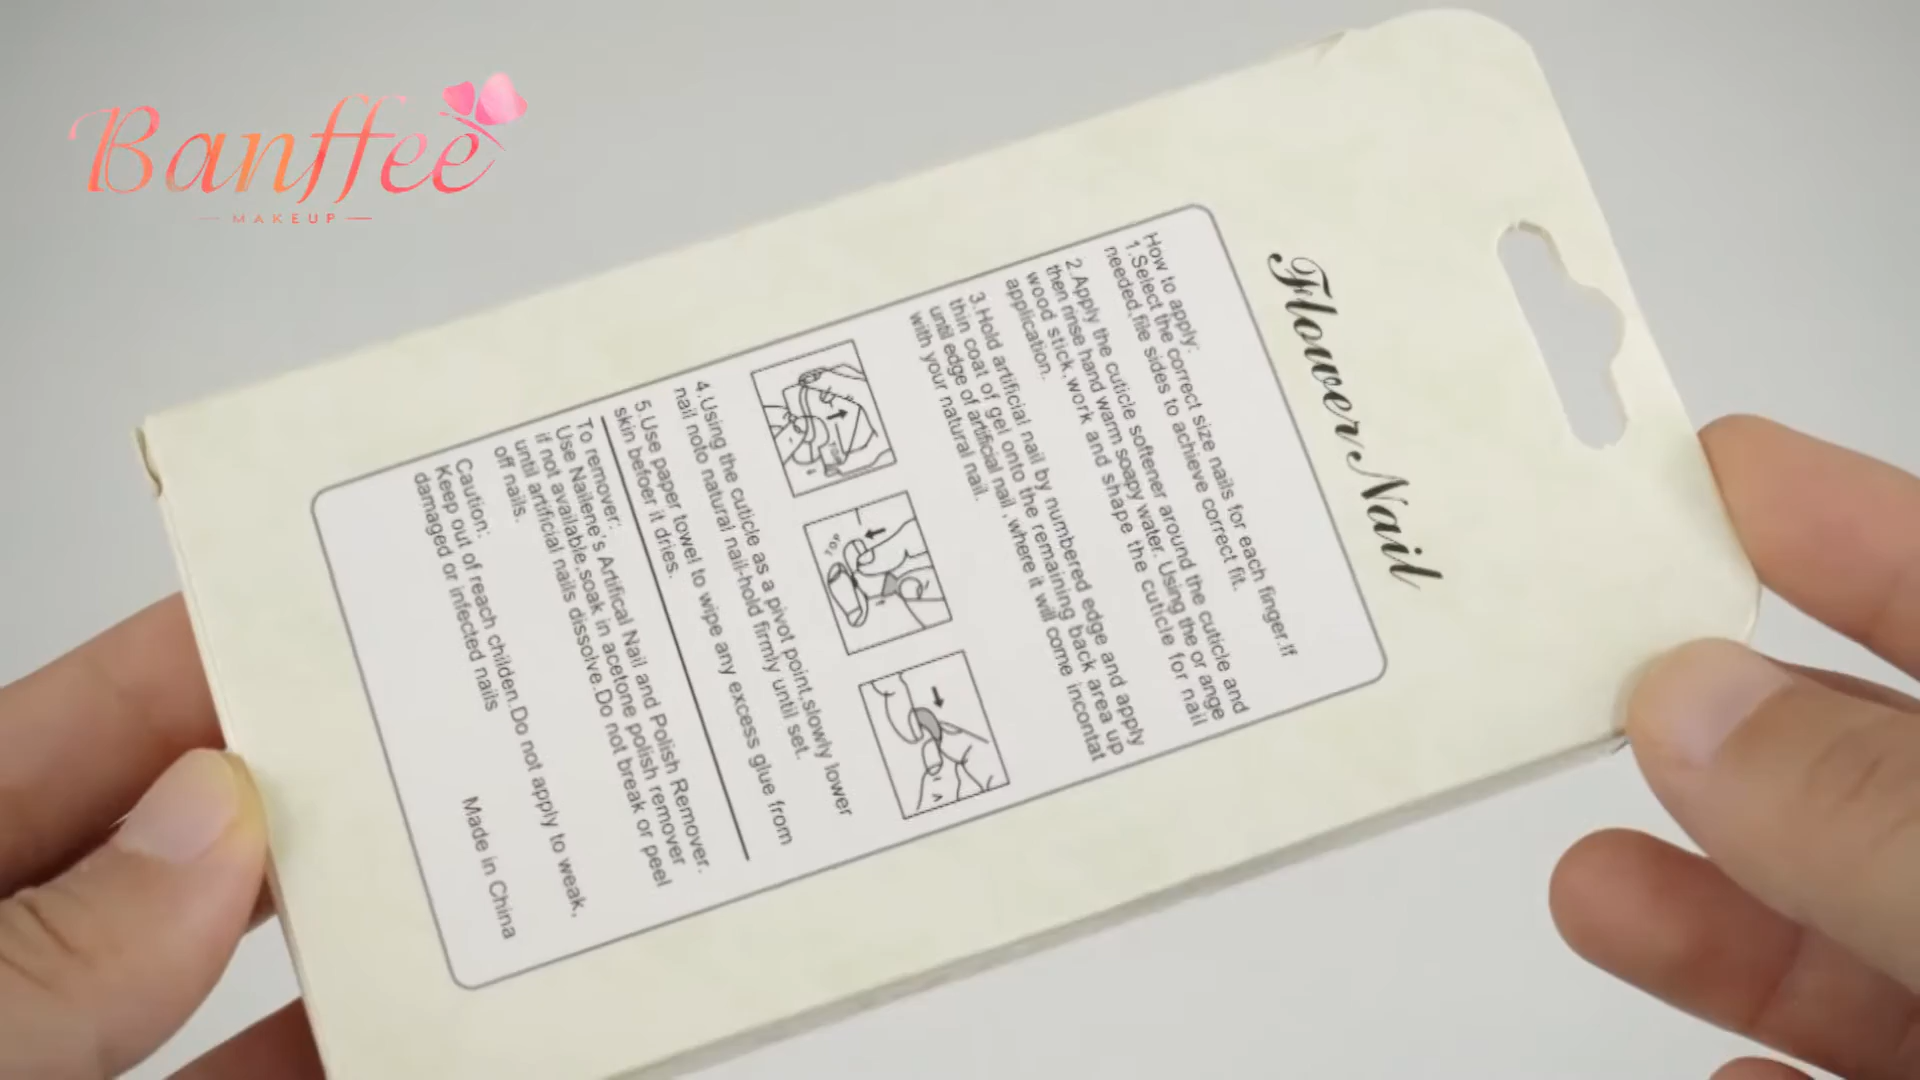 Banffee
MAKEUP
Flower Nail
How to apply:
1.Select the correct size nails for each finger.If
needed,file sides to achieve correct fit.
2.Apply the cuticle softener around the cuticle and
then rinse hand warm soapy water. Using the or ange
wood stick,work and shape the cuticle for nail
application.
3.Hold artificial nail by numbered edge and apply
thin coat of gel onto the remaining back area up
until edge of artificial nail ,where it will come incontat
with your natural nail.
4.Using the cuticle as a pivot point,slowly lower
nail noto natural nail-hold firmly until set.
5.Use paper towel to wipe any excess glue from
skin befoer it dries.
To remover:
Use Nailene's Artifical Nail and Polish Remover.
if not available,soak in acetone polish remover
until artificial nails dissolve.Do not break or peel
off nails.
Caution:
Keep out of reach childen.Do not apply to weak,
damaged or infected nails
Made in China